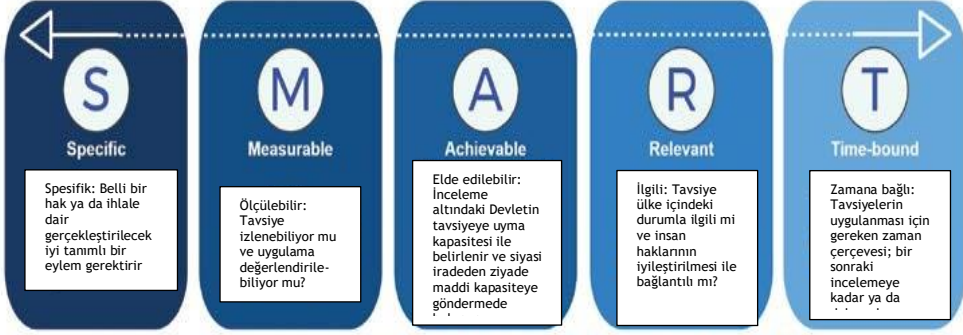 S
Specific
Spesifik: Belli bir
hak ya da ihlale
dair
gerçekleştirilecek
iyi tanımlı bir
eylem gerektirir
M
Measurable
Ölçülebilir:
Tavsiye
izlenebiliyor mu
ve uygulama
değerlendirile-
biliyor mu?
A
Achievable
Elde edilebilir:
İnceleme
altındaki Devletin
tavsiyeye uyma
kapasitesi ile
belirlenir ve siyasi
iradeden ziyade
maddi kapasiteye
göndermede
R
Relevant
İlgili: Tavsiye
ülke içindeki
durumla ilgili mi
ve insan
haklarının
iyileştirilmesi ile
bağlantılı mı?
T
Time-bound
Zamana bağlı:
Tavsiyelerin
uygulanması için
gereken zaman
çerçevesi; bir
sonraki
incelemeye
kadar ya da